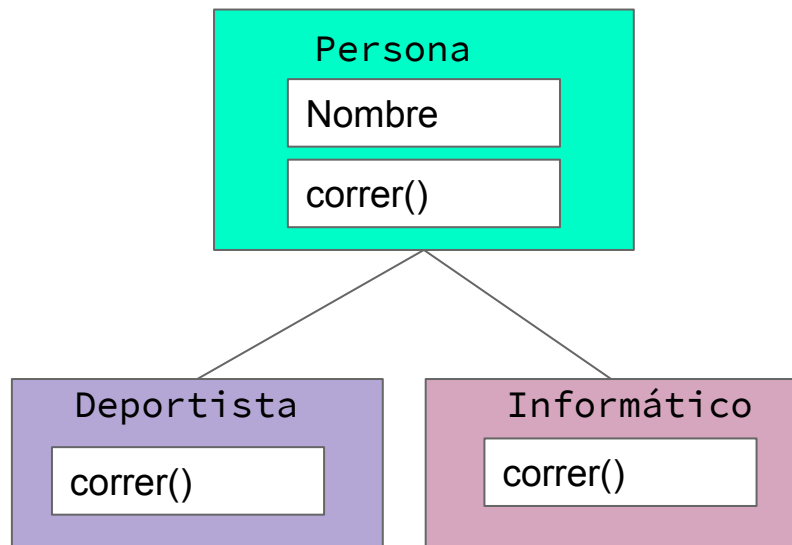 Persona
Nombre
correr()
Deportista
Informático
correr()
correr()